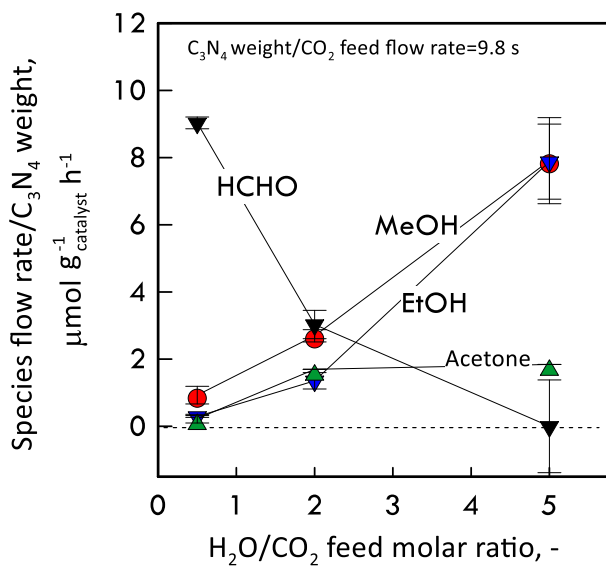 C₃N₄ weight/CO₂ feed flow rate=9.8 s
Species flow rate/C₃N₄ weight,
μmol g⁻¹catalyst h⁻¹
12
10
8
6
4
2
0
HCHO
MeOH
EtOH
Acetone
0 1 2 3 4 5
H₂O/CO₂ feed molar ratio, -